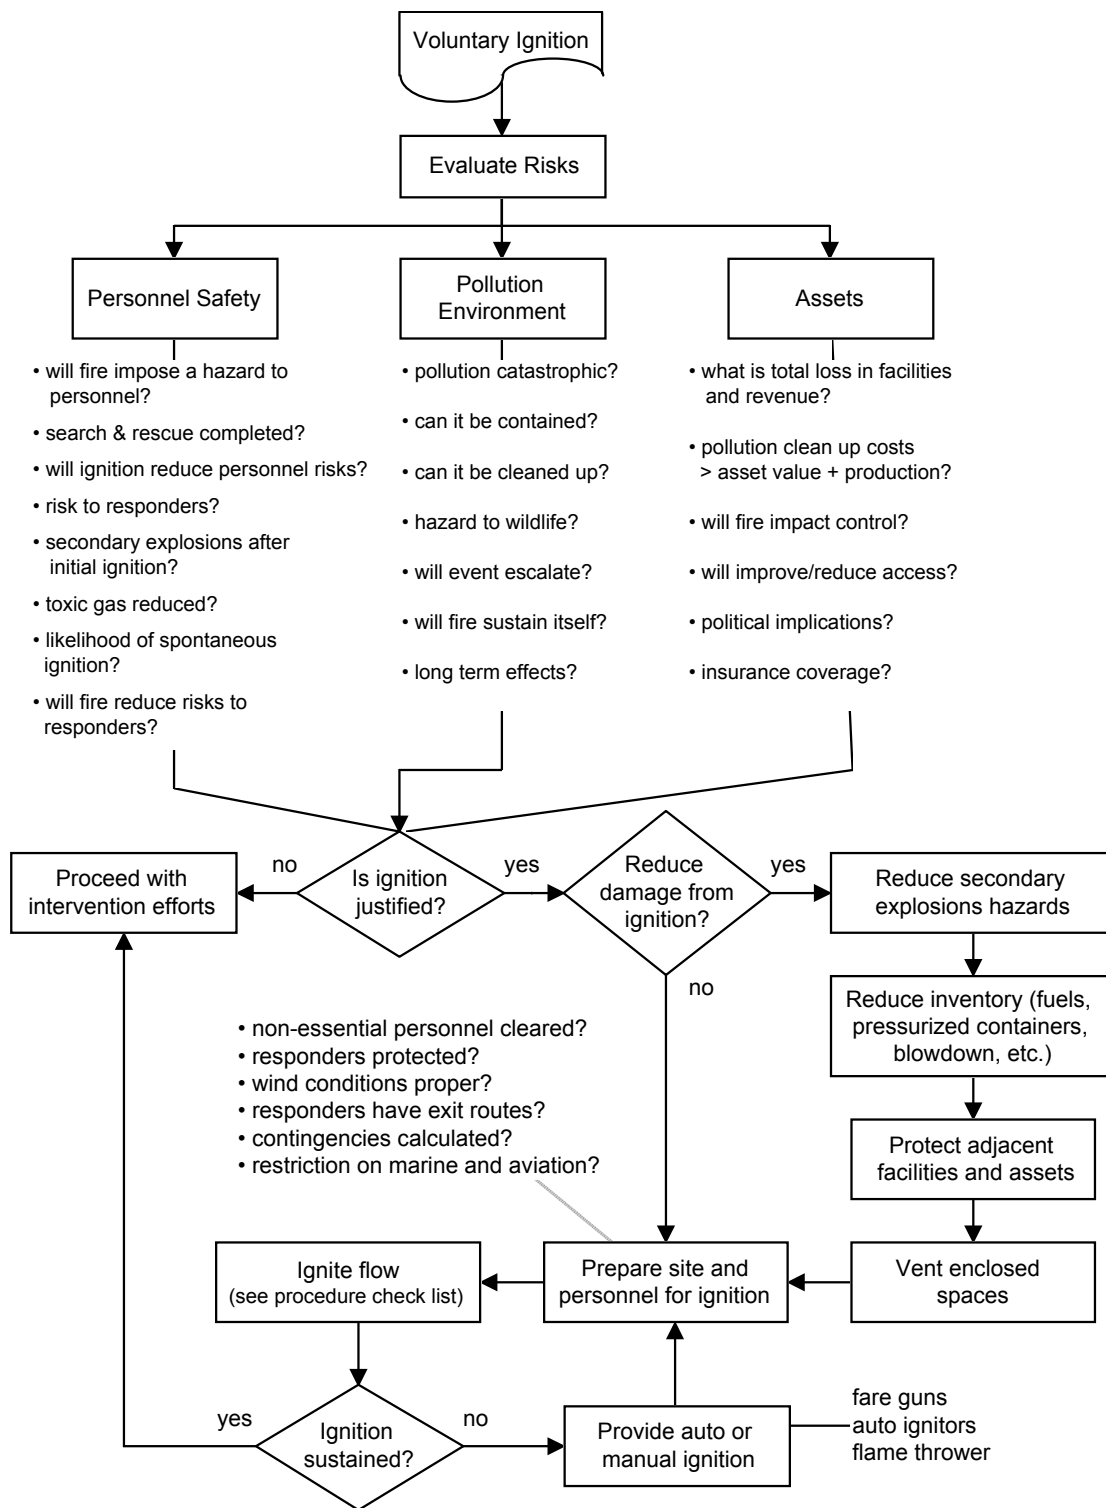 Voluntary Ignition
Evaluate Risks
Personnel Safety
• will fire impose a hazard to
personnel?
• search & rescue completed?
• will ignition reduce personnel risks?
• risk to responders?
• secondary explosions after
initial ignition?
• toxic gas reduced?
• likelihood of spontaneous
ignition?
• will fire reduce risks to
responders?
Pollution
Environment
• pollution catastrophic?
• can it be contained?
• can it be cleaned up?
• hazard to wildlife?
• will event escalate?
• will fire sustain itself?
• long term effects?
Assets
• what is total loss in facilities
and revenue?
• pollution clean up costs
> asset value + production?
• will fire impact control?
• will improve/reduce access?
• political implications?
• insurance coverage?
Proceed with
intervention efforts
no
Is ignition
justified?
yes
Reduce
damage from
ignition?
yes
Reduce secondary
explosions hazards
no
Reduce inventory (fuels,
pressurized containers,
blowdown, etc.)
• non-essential personnel cleared?
• responders protected?
• wind conditions proper?
• responders have exit routes?
• contingencies calculated?
• restriction on marine and aviation?
Protect adjacent
facilities and assets
Ignite flow
(see procedure check list)
Prepare site and
personnel for ignition
Vent enclosed
spaces
yes
Ignition
sustained?
no
Provide auto or
manual ignition
fare guns
auto ignitors
flame thrower